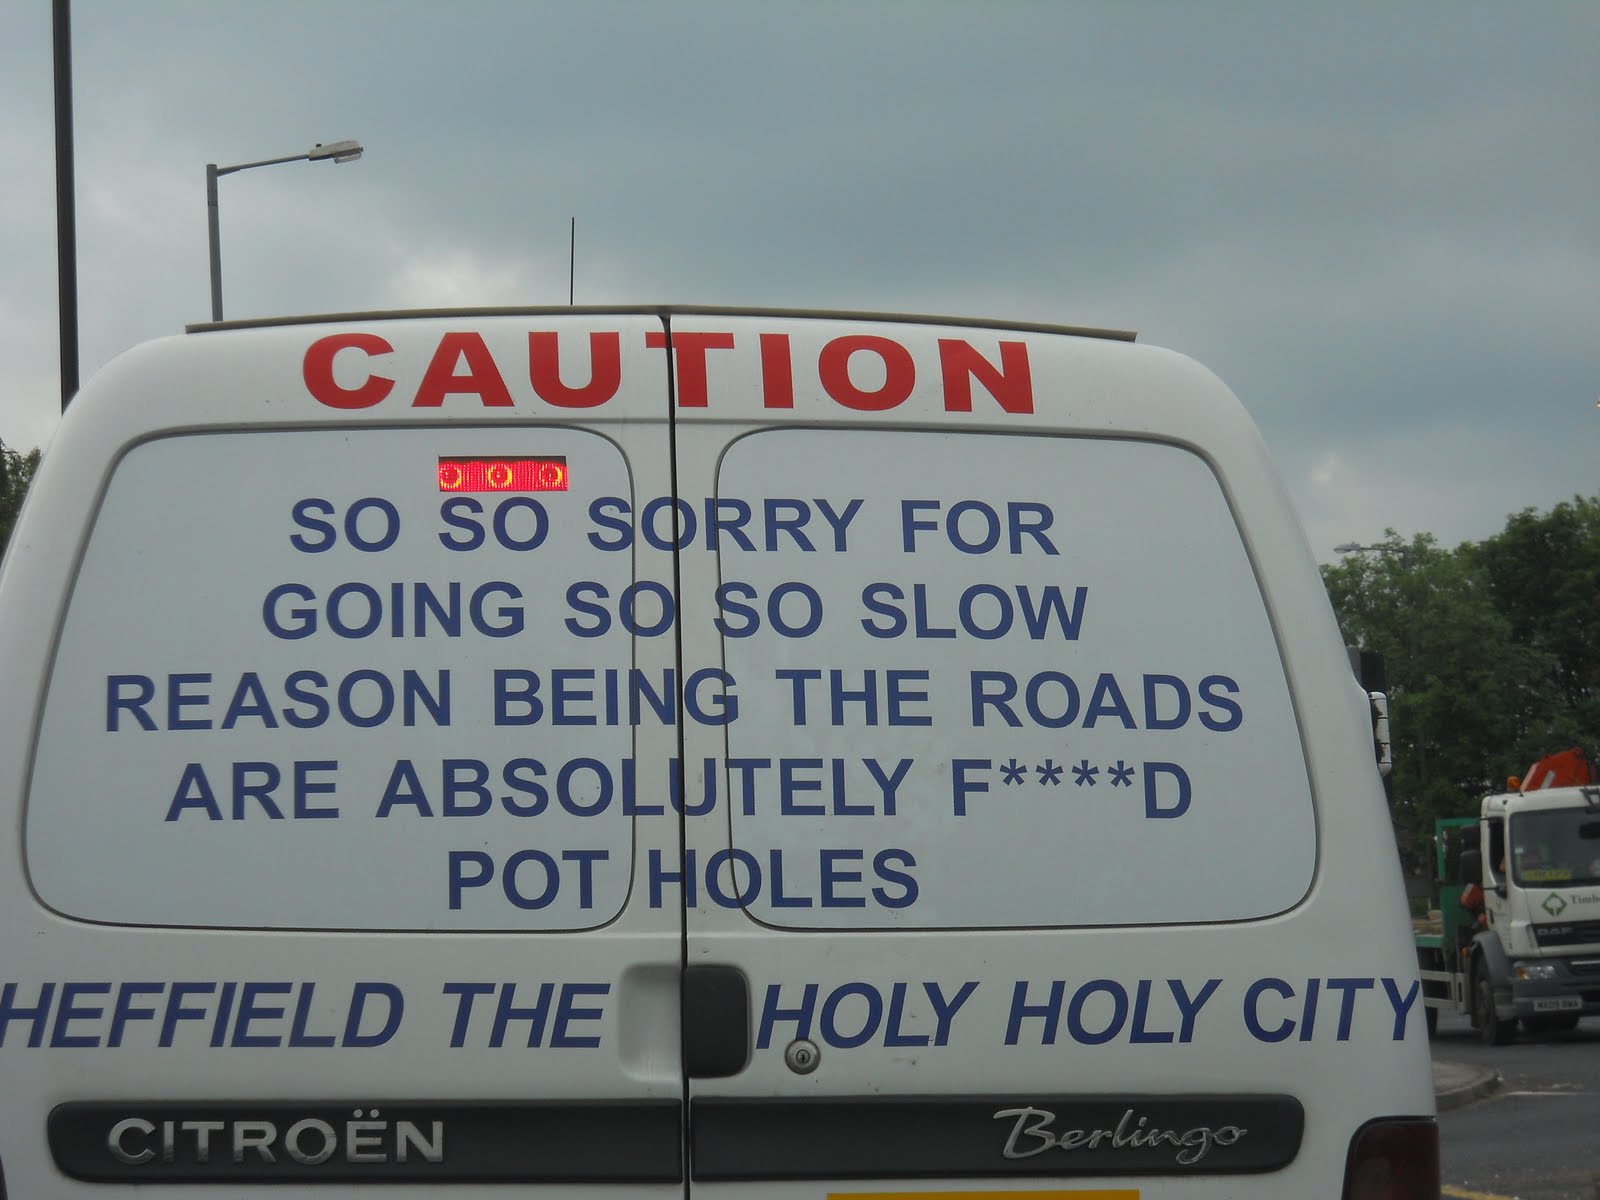 CAUTION
SO SO SORRY FOR
GOING SO SO SLOW
REASON BEING THE ROADS
ARE ABSOLUTELY F****D
POT HOLES
HEFFIELD THE HOLY HOLY CITY
CITROËN Berlingo
DAF